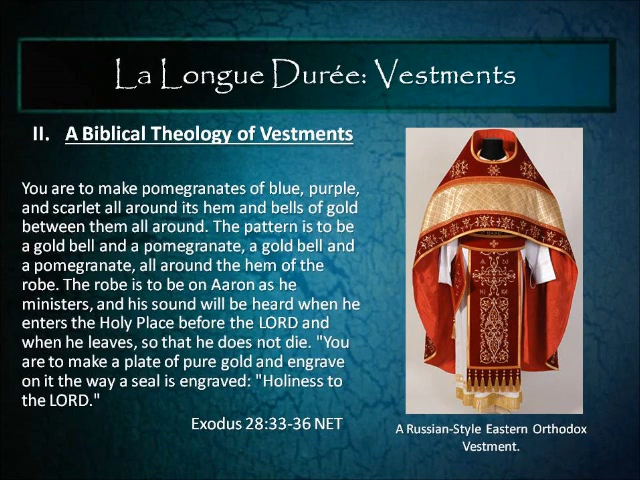 La Longue Durée: Vestments
II. A Biblical Theology of Vestments
You are to make pomegranates of blue, purple,
and scarlet all around its hem and bells of gold
between them all around. The pattern is to be
a gold bell and a pomegranate, a gold bell and
a pomegranate, all around the hem of the
robe. The robe is to be on Aaron as he
ministers, and his sound will be heard when he
enters the Holy Place before the LORD and
when he leaves, so that he does not die. "You
are to make a plate of pure gold and engrave
on it the way a seal is engraved: "Holiness to
the LORD."
Exodus 28:33-36 NET
A Russian-Style Eastern Orthodox
Vestment.